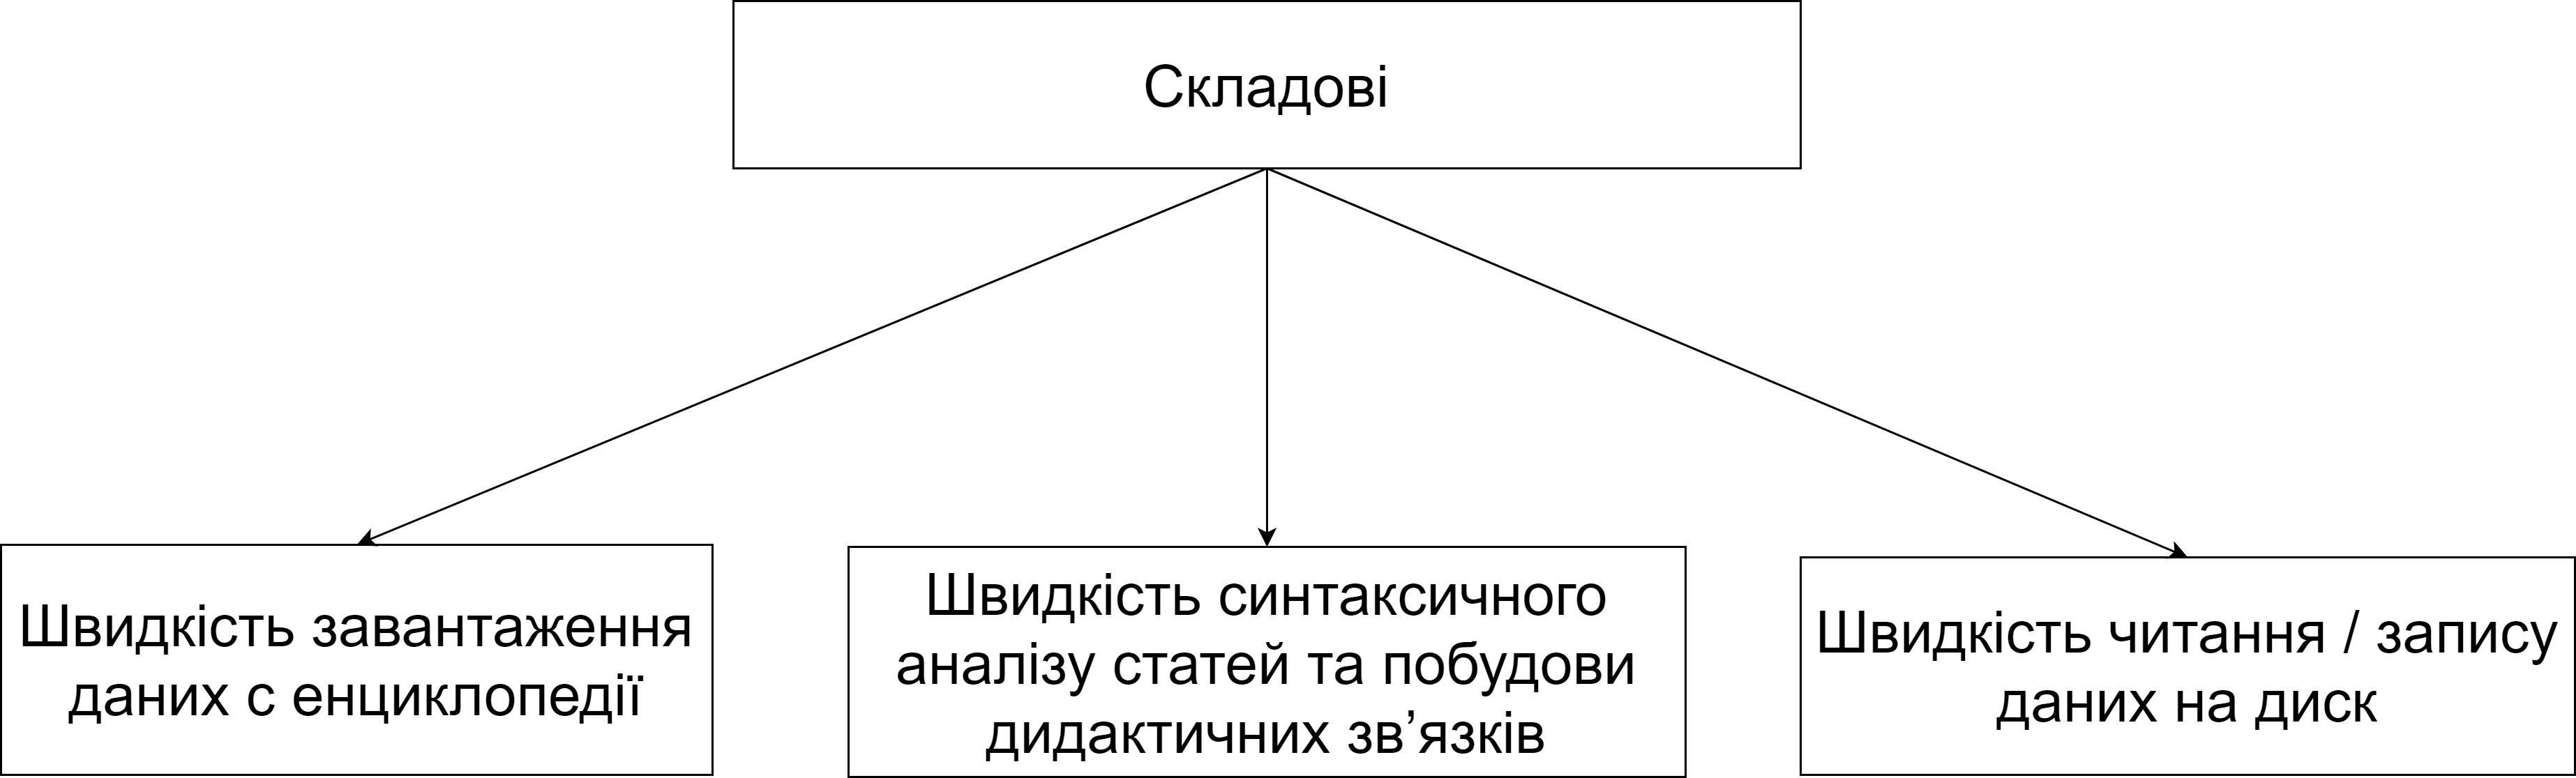 Складові
Швидкість завантаження
даних с енциклопедії
Швидкість синтаксичного
аналізу статей та побудови
дидактичних зв’язків
Швидкість читання / запису
даних на диск